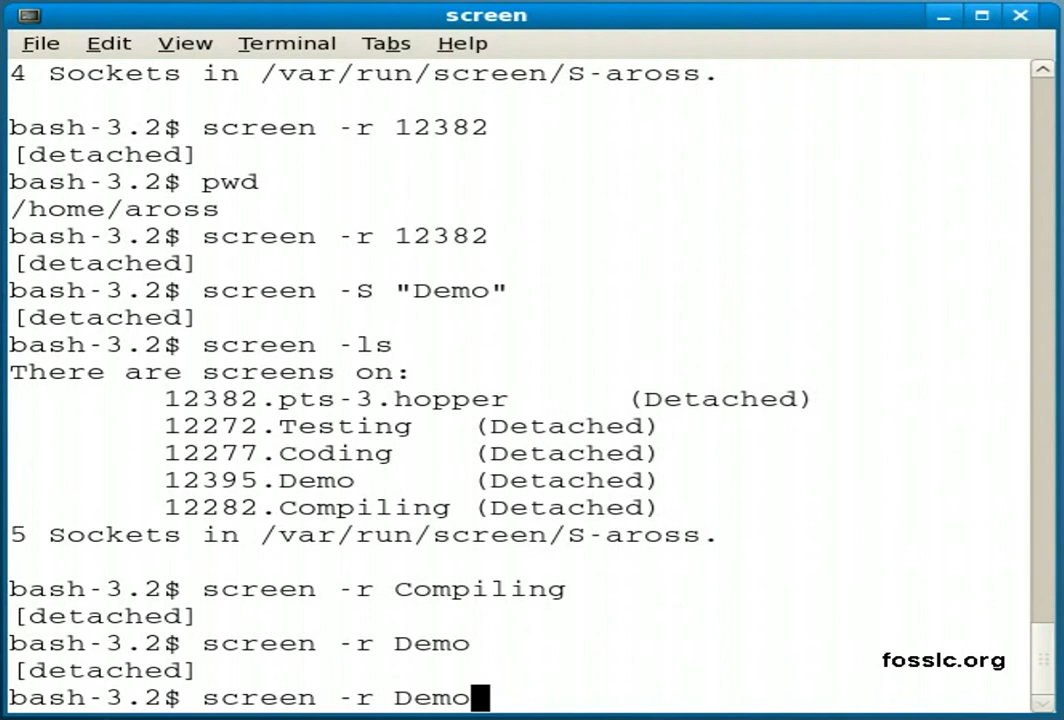 screen
File Edit View Terminal Tabs Help
4 Sockets in /var/run/screen/S-aross.
bash-3.2$ screen -r 12382
[detached]
bash-3.2$ pwd
/home/aross
bash-3.2$ screen -r 12382
[detached]
bash-3.2$ screen -S "Demo"
[detached]
bash-3.2$ screen -ls
There are screens on:
12382.pts-3.hopper (Detached)
12272.Testing (Detached)
12277.Coding (Detached)
12395.Demo (Detached)
12282.Compiling (Detached)
5 Sockets in /var/run/screen/S-aross.
bash-3.2$ screen -r Compiling
[detached]
bash-3.2$ screen -r Demo
[detached]
bash-3.2$ screen -r Demo
fosslc.org